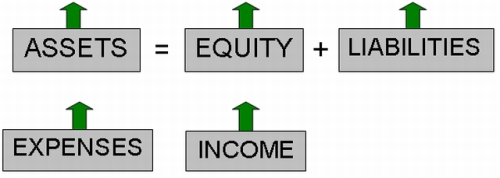 ASSETS = EQUITY + LIABILITIES
EXPENSES INCOME